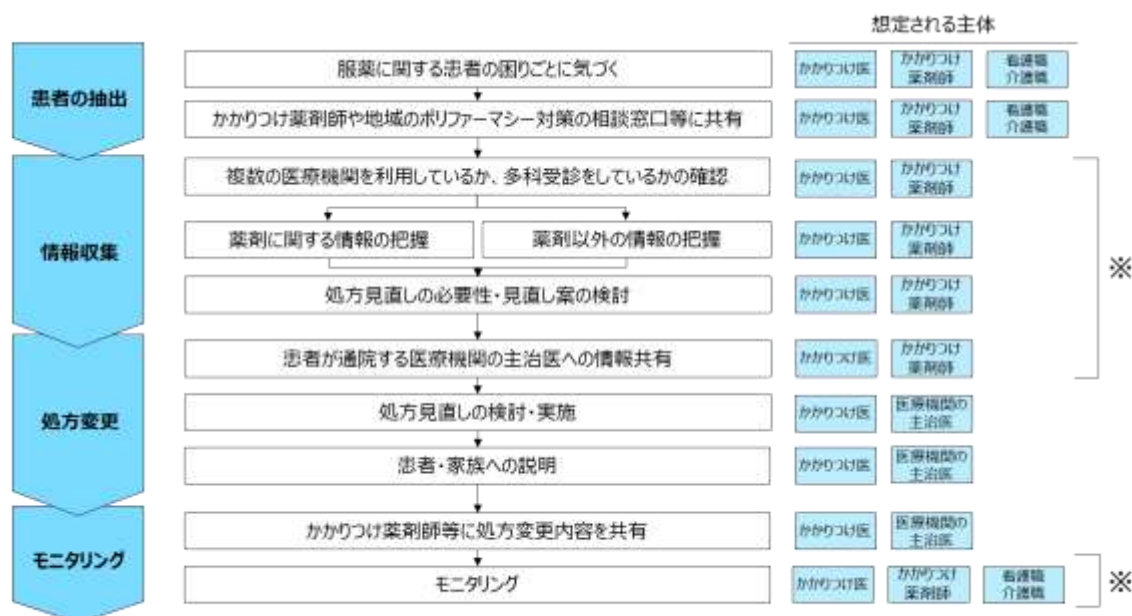 想定される主体
患者の抽出
服薬に関する患者の困りごとに気づく
かかりつけ医
かかりつけ
薬剤師
看護職
介護職
かかりつけ薬剤師や地域のポリファーマシー対策の相談窓口等に共有
かかりつけ医
かかりつけ
薬剤師
看護職
介護職
情報収集
複数の医療機関を利用しているか、多科受診をしているかの確認
かかりつけ医
かかりつけ
薬剤師
薬剤に関する情報の把握
薬剤以外の情報の把握
かかりつけ医
かかりつけ
薬剤師
※
処方見直しの必要性・見直し案の検討
かかりつけ医
かかりつけ
薬剤師
処方変更
患者が通院する医療機関の主治医への情報共有
かかりつけ医
かかりつけ
薬剤師
処方見直しの検討・実施
かかりつけ医
医療機関の
主治医
患者・家族への説明
かかりつけ医
医療機関の
主治医
モニタリング
かかりつけ薬剤師等に処方変更内容を共有
かかりつけ医
医療機関の
主治医
モニタリング
かかりつけ医
かかりつけ
薬剤師
看護職
介護職
※